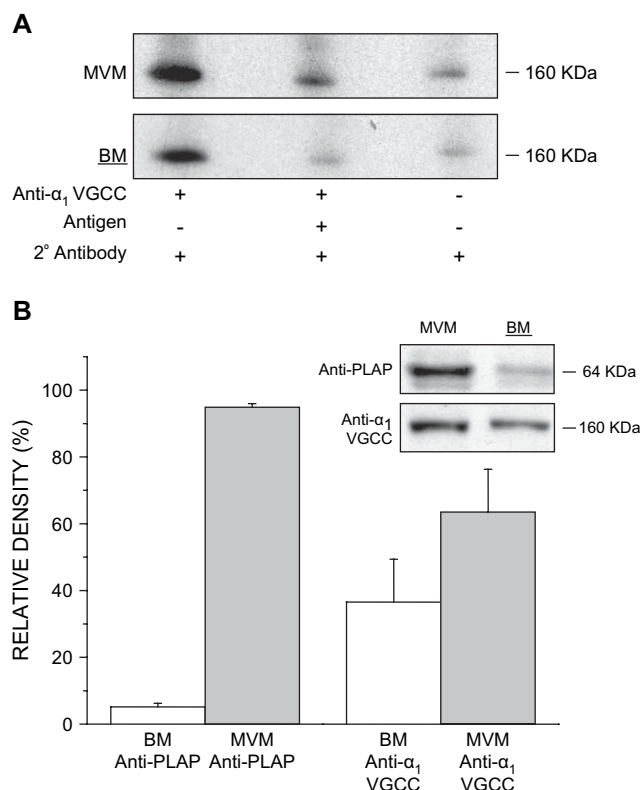 A
MVM — 160 KDa
BM — 160 KDa
Anti-α1 VGCC + + -
Antigen - + -
2° Antibody + + +
B
MVM BM
Anti-PLAP — 64 KDa
Anti-α1 — 160 KDa
VGCC
RELATIVE DENSITY (%)
100
80
60
40
20
0
BM MVM BM MVM
Anti-PLAP Anti-PLAP Anti-α1 Anti-α1
VGCC VGCC